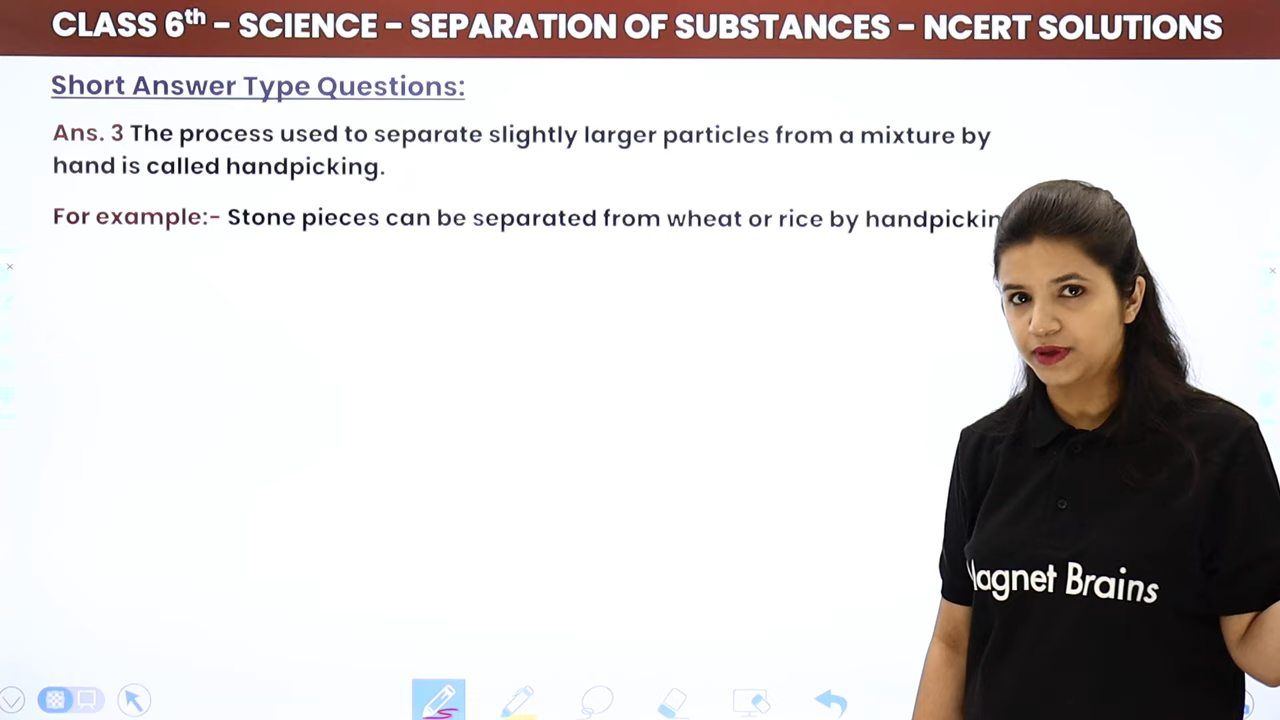 CLASS 6th – SCIENCE – SEPARATION OF SUBSTANCES – NCERT SOLUTIONS
Short Answer Type Questions:
Ans. 3 The process used to separate slightly larger particles from a mixture by
hand is called handpicking.
For example:- Stone pieces can be separated from wheat or rice by
Brains